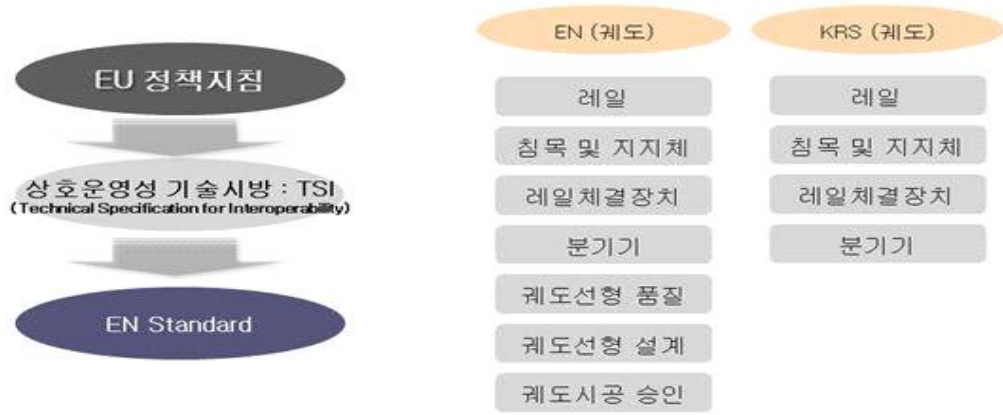 EU 정책지침
상호운영성 기술시방 : TSI
(Technical Specification for Interoperability)
EN Standard
EN (궤도)
레일
침목 및 지지체
레일체결장치
분기기
궤도선형 품질
궤도선형 설계
궤도시공 승인
KRS (궤도)
레일
침목 및 지지체
레일체결장치
분기기